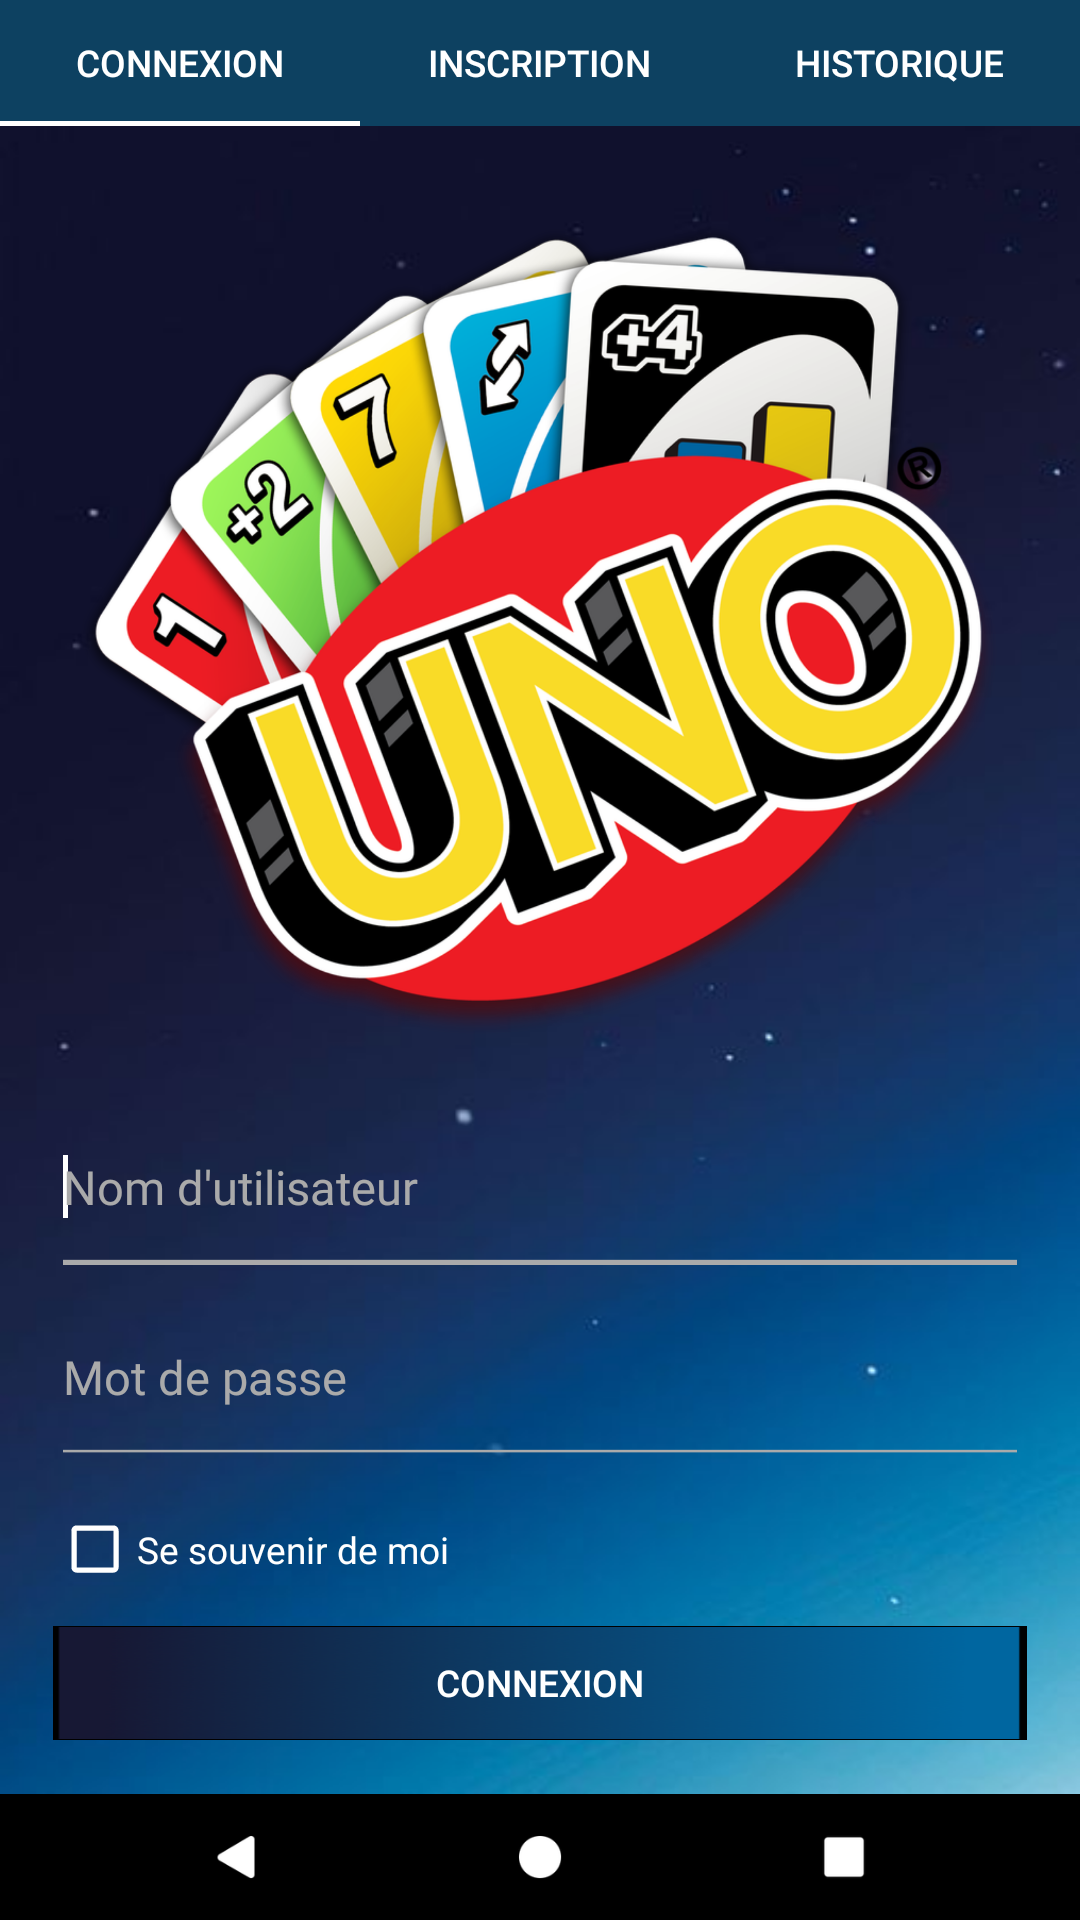 CONNEXION INSCRIPTION HISTORIQUE
+4
7
+2
1
®
UNO
Nom d'utilisateur
Mot de passe
Se souvenir de moi
CONNEXION